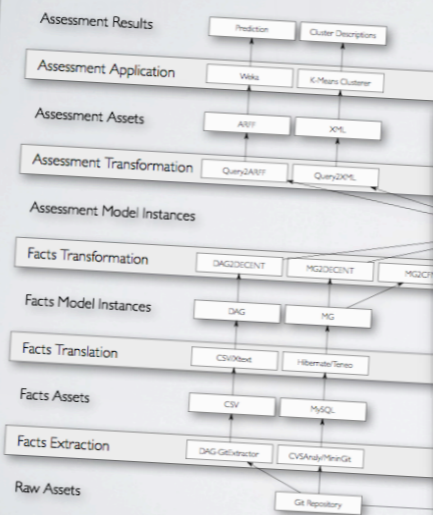 Assessment Results
Prediction
Cluster Descriptions
Assessment Application
Weka
K-Means Clusterer
Assessment Assets
ARFF
XML
Assessment Transformation
Query2ARFF
Query2XML
Assessment Model Instances
Facts Transformation
DAG2DECENT
MG2DECENT
Facts Model Instances
DAG
MG
Facts Translation
CSV/Xtext
Hibernate/Teneo
Facts Assets
CSV
MySQL
Facts Extraction
DAG-GitExtractor
CVSAnaly/MininGit
Raw Assets
Git Repository